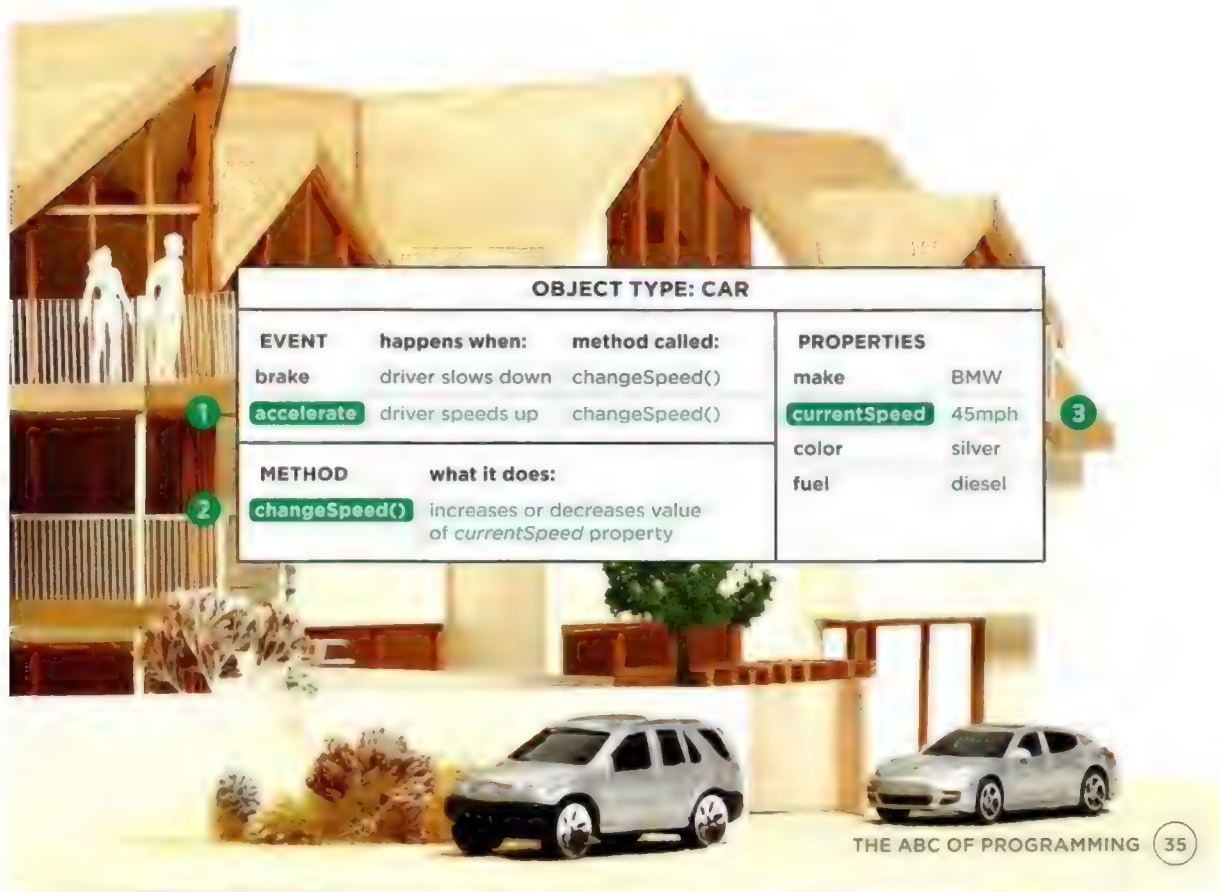 OBJECT TYPE: CAR
EVENT happens when: method called:
brake driver slows down changeSpeed()
1 accelerate driver speeds up changeSpeed()
METHOD what it does:
2 changeSpeed() increases or decreases value
of currentSpeed property
PROPERTIES
make BMW
currentSpeed 45mph 3
color silver
fuel diesel
THE ABC OF PROGRAMMING 35